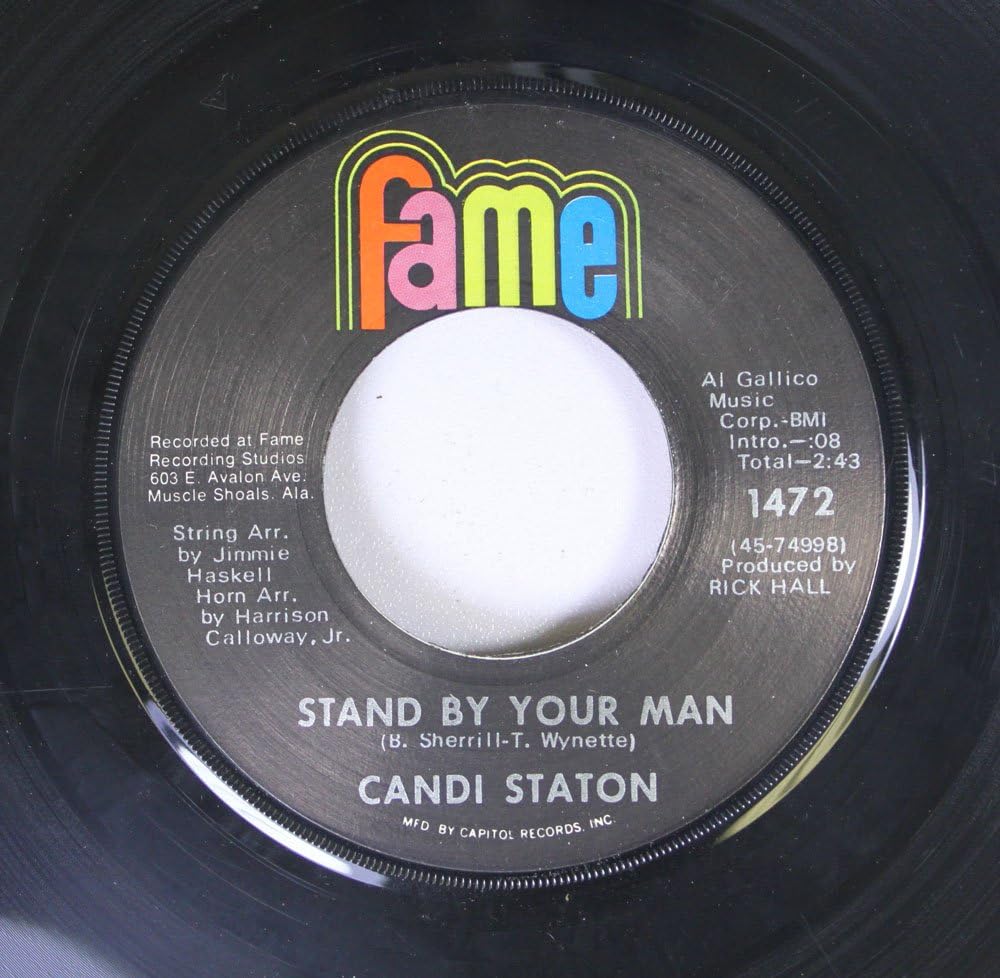 fame
Recorded at Fame
Recording Studios
603 E. Avalon Ave.
Muscle Shoals, Ala.
String Arr.
by Jimmie
Haskell
Horn Arr.
by Harrison
Calloway, Jr.
Al Gallico
Music
Corp.-BMI
Intro.—:08
Total—2:43
1472
(45-74998)
Produced by
RICK HALL
STAND BY YOUR MAN
(B. Sherrill-T. Wynette)
CANDI STATON
MFD. BY CAPITOL RECORDS, INC.